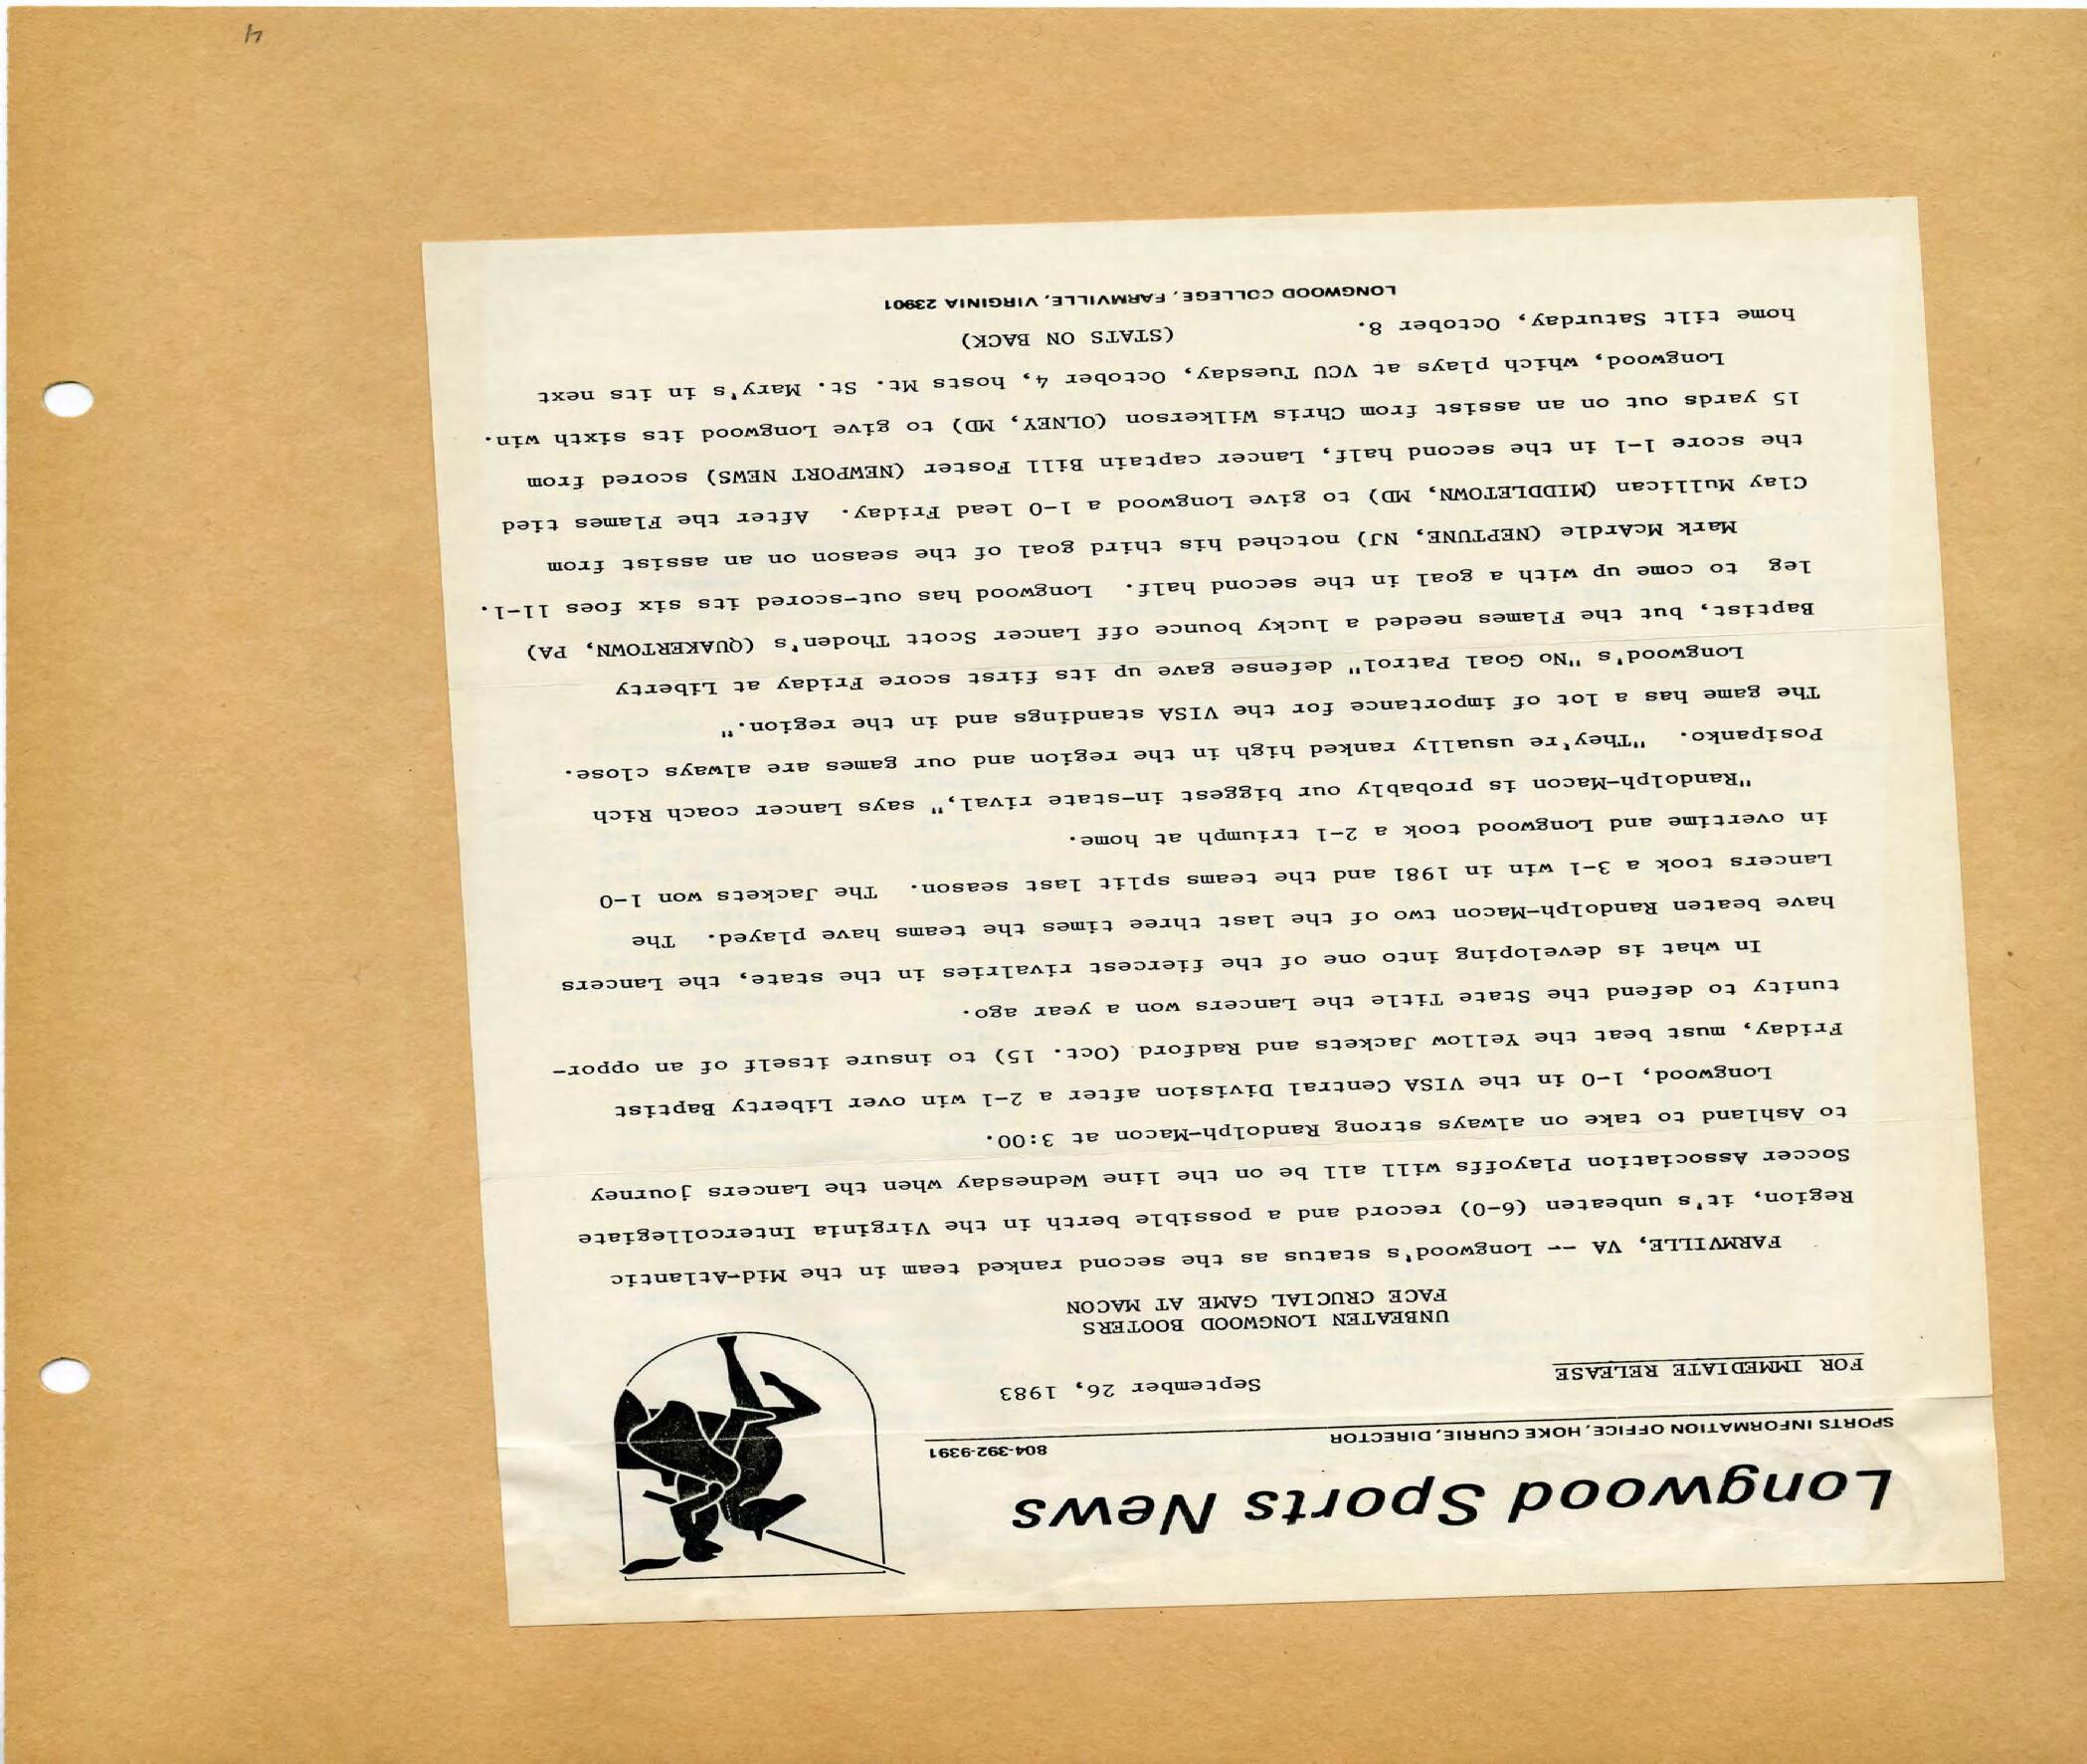 Longwood Sports News
SPORTS INFORMATION OFFICE, HOKE CURRIE, DIRECTOR 804-392-9391
FOR IMMEDIATE RELEASE September 26, 1983
UNBEATEN LONGWOOD BOOTERS
FACE CRUCIAL GAME AT MACON
FARMVILLE, VA -- Longwood's status as the second ranked team in the Mid-Atlantic
Region, it's unbeaten (6-0) record and a possible berth in the Virginia Intercollegiate
Soccer Association Playoffs will all be on the line Wednesday when the Lancers journey
to Ashland to take on always strong Randolph-Macon at 3:00.
Longwood, 1-0 in the VISA Central Division after a 2-1 win over Liberty Baptist
Friday, must beat the Yellow Jackets and Radford (Oct. 15) to insure itself of an oppor-
tunity to defend the State Title the Lancers won a year ago.
In what is developing into one of the fiercest rivalries in the state, the Lancers
have beaten Randolph-Macon two of the last three times the teams have played. The
Lancers took a 3-1 win in 1981 and the teams split last season. The Jackets won 1-0
in overtime and Longwood took a 2-1 triumph at home.
"Randolph-Macon is probably our biggest in-state rival," says Lancer coach Rich
Posipanko. "They're usually ranked high in the region and our games are always close.
The game has a lot of importance for the VISA standings and in the region."
Longwood's "No Goal Patrol" defense gave up its first score Friday at Liberty
Baptist, but the Flames needed a lucky bounce off Lancer Scott Thoden's (QUAKERTOWN, PA)
leg to come up with a goal in the second half. Longwood has out-scored its six foes 11-1.
Mark McArdle (NEPTUNE, NJ) notched his third goal of the season on an assist from
Clay Mullican (MIDDLETOWN, MD) to give Longwood a 1-0 lead Friday. After the Flames tied
the score 1-1 in the second half, Lancer captain Bill Foster (NEWPORT NEWS) scored from
15 yards out on an assist from Chris Wilkerson (OLNEY, MD) to give Longwood its sixth win.
Longwood, which plays at VCU Tuesday, October 4, hosts Mt. St. Mary's in its next
home tilt Saturday, October 8. (STATS ON BACK)
LONGWOOD COLLEGE, FARMVILLE, VIRGINIA 23901
4